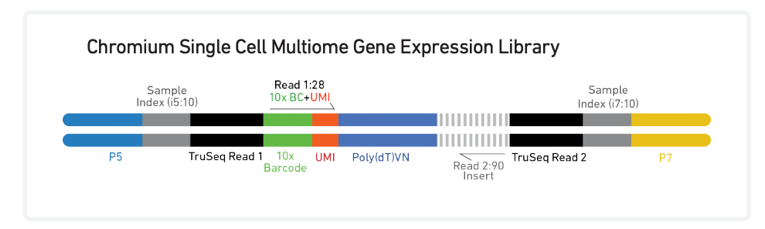 Chromium Single Cell Multiome Gene Expression Library
Sample
Index (i5:10)
Read 1:28
10x BC+UMI
Sample
Index (i7:10)
P5
TruSeq Read 1
10x
Barcode
UMI
Poly(dT)VN
Read 2:90
Insert
TruSeq Read 2
P7